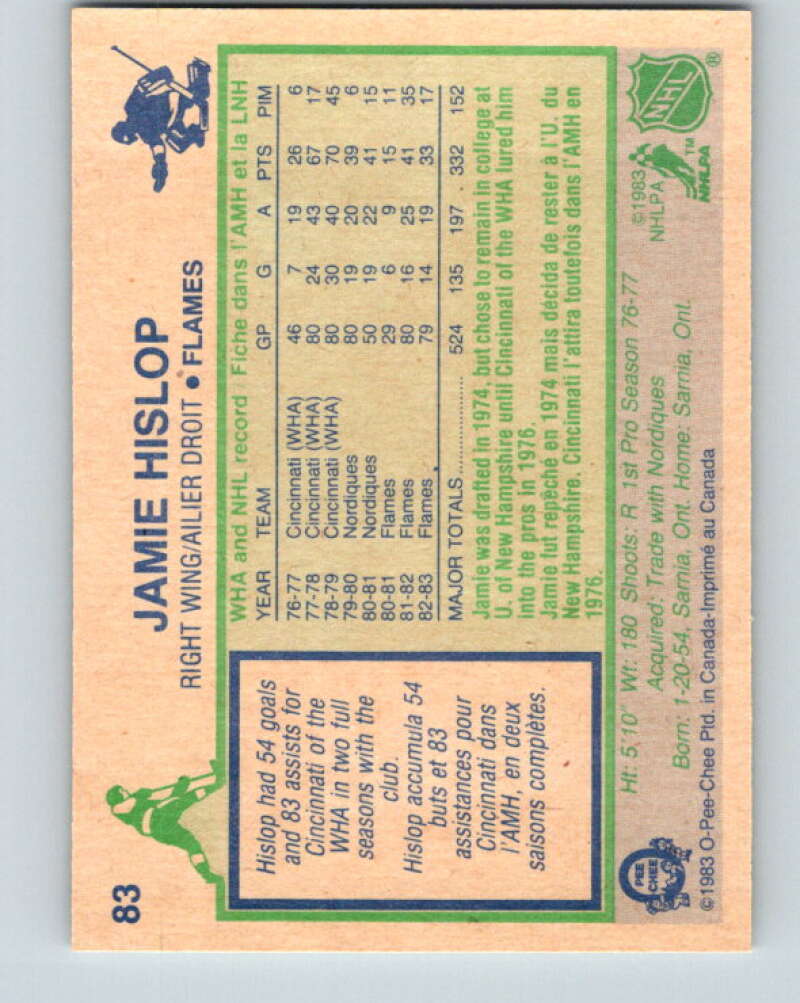 83
JAMIE HISLOP
RIGHT WING/AILIER DROIT • FLAMES
Hislop had 54 goals
and 83 assists for
Cincinnati of the
WHA in two full
seasons with the
club.
Hislop accumula 54
buts et 83
assistances pour
Cincinnati dans
l'AMH, en deux
saisons complètes.
WHA and NHL record / Fiche dans l'AMH et la LNH
YEAR TEAM GP G A PTS PIM
76-77 Cincinnati (WHA) 46 7 19 26 6
77-78 Cincinnati (WHA) 80 24 43 67 17
78-79 Cincinnati (WHA) 80 30 40 70 45
79-80 Nordiques 80 19 20 39 6
80-81 Nordiques 50 19 22 41 15
80-81 Flames 29 6 9 15 11
81-82 Flames 80 16 25 41 35
82-83 Flames 79 14 19 33 17
MAJOR TOTALS 524 135 197 332 152
Jamie was drafted in 1974, but chose to remain in college at
U. of New Hampshire until Cincinnati of the WHA lured him
into the pros in 1976.
Jamie fut repêché en 1974 mais décida de rester à l'U. du
New Hampshire. Cincinnati l'attira toutefois dans l'AMH en
1976.
Ht: 5'10" Wt: 180 Shoots: R 1st Pro Season 76-77
Acquired: Trade with Nordiques
Born: 1-20-54, Sarnia, Ont. Home: Sarnia, Ont.
©1983 O-Pee-Chee Ptd. in Canada-Imprimé au Canada
O
PEE
CHEE
©1983
NHLPA
TM
NHLPA
NHL
®